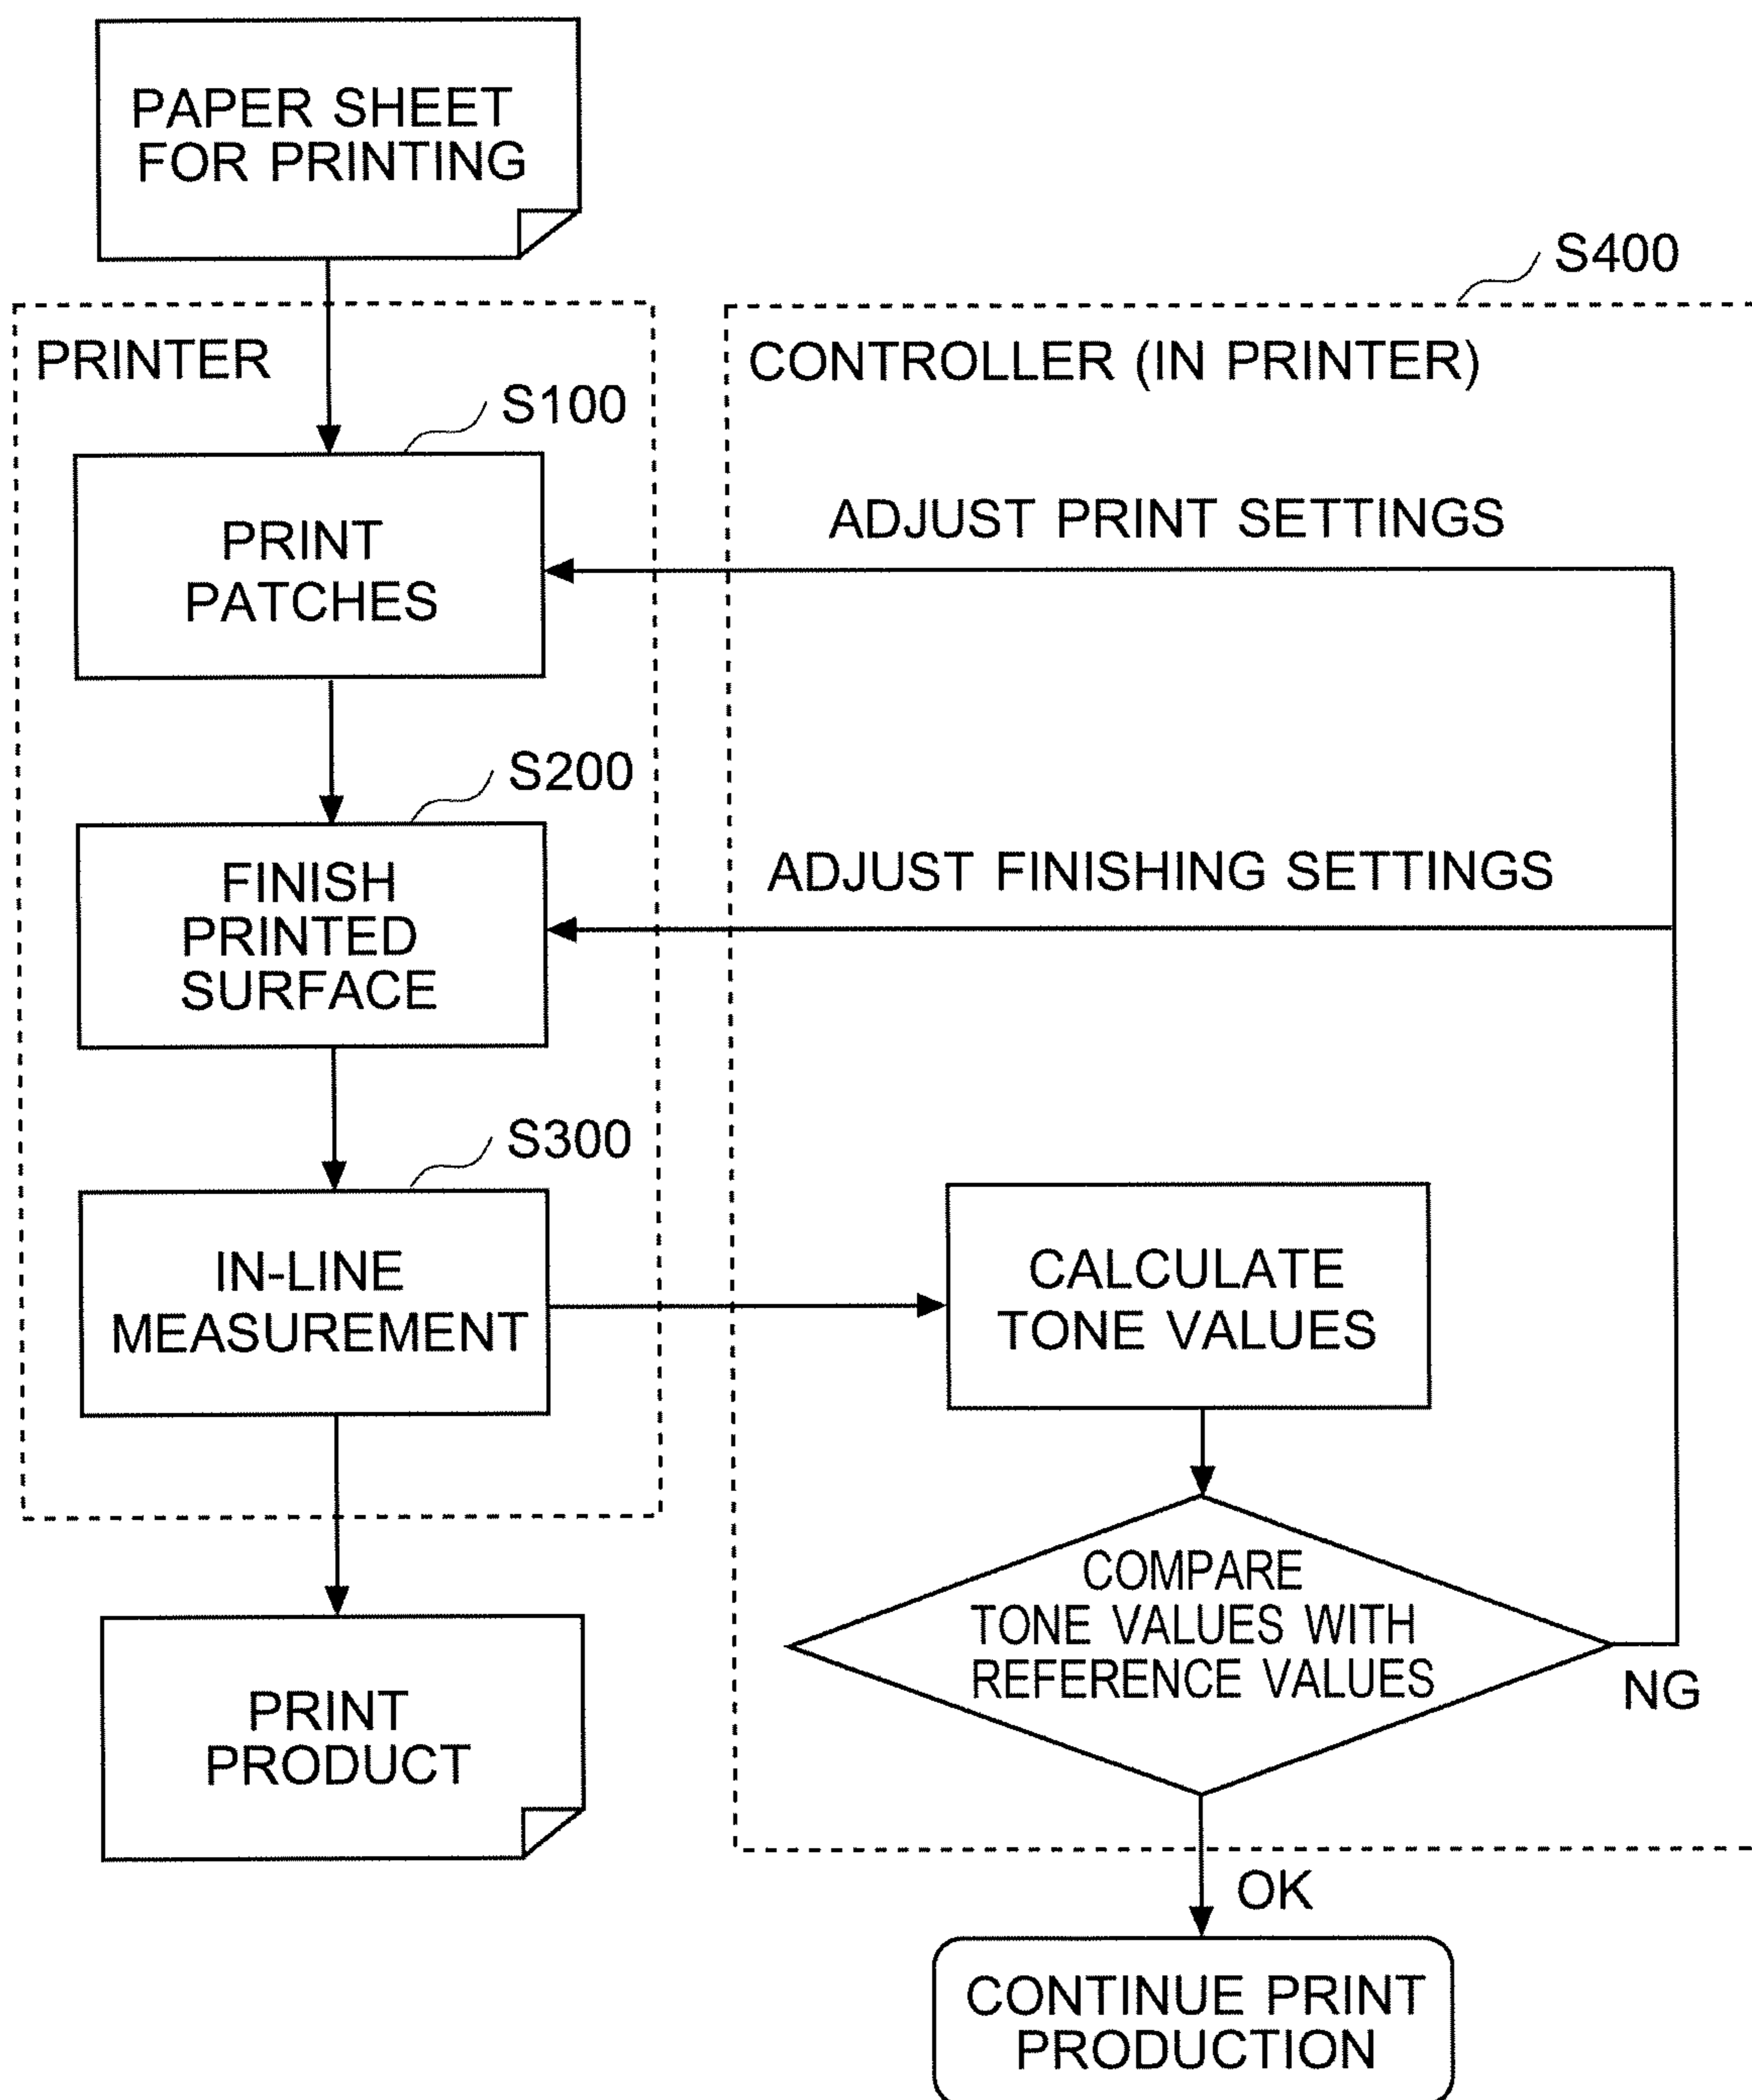 PAPER SHEET
FOR PRINTING
S400
PRINTER
CONTROLLER (IN PRINTER)
S100
PRINT
PATCHES
ADJUST PRINT SETTINGS
S200
FINISH
PRINTED
SURFACE
ADJUST FINISHING SETTINGS
S300
IN-LINE
MEASUREMENT
CALCULATE
TONE VALUES
COMPARE
TONE VALUES WITH
REFERENCE VALUES
NG
PRINT
PRODUCT
OK
CONTINUE PRINT
PRODUCTION